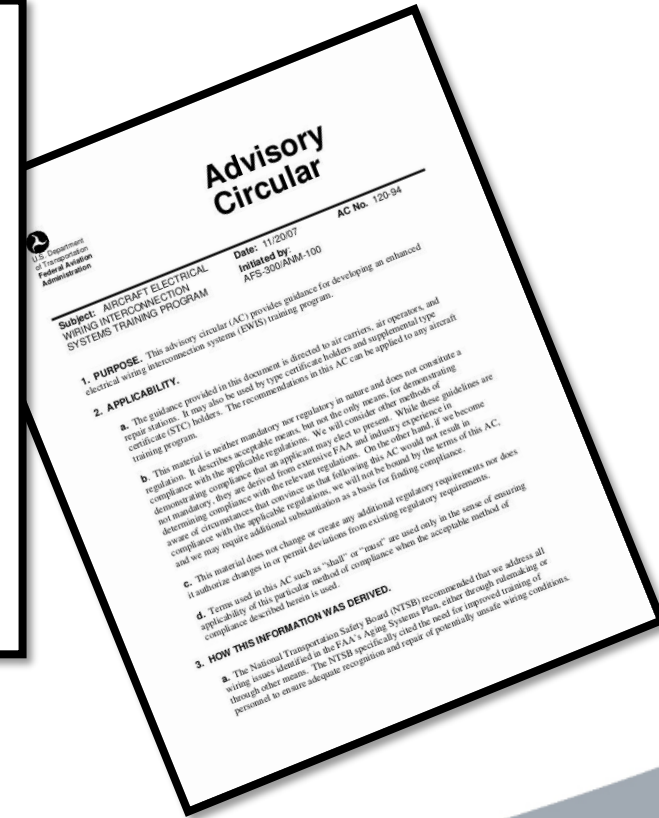 Advisory
Circular
U.S. Department
of Transportation
Federal Aviation
Administration
Subject: AIRCRAFT ELECTRICAL
WIRING INTERCONNECTION
SYSTEMS TRAINING PROGRAM
Date: 11/20/07
Initiated by:
AFS-300/ANM-100
AC No. 120-94
1. PURPOSE. This advisory circular (AC) provides guidance for developing an enhanced
electrical wiring interconnection systems (EWIS) training program.
2. APPLICABILITY.
a. The guidance provided in this document is directed to air carriers, air operators, and
repair stations. It may also be used by type certificate holders and supplemental type
certificate (STC) holders. The recommendations in this AC can be applied to any aircraft
training program.
b. This material is neither mandatory nor regulatory in nature and does not constitute a
regulation. It describes acceptable means, but not the only means, for demonstrating
compliance with the applicable regulations. We will consider other methods of
demonstrating compliance that an applicant may elect to present. While these guidelines are
not mandatory, they are derived from extensive FAA and industry experience in
determining compliance with the relevant regulations. On the other hand, if we become
aware of circumstances that convince us that following this AC would not result in
compliance with the applicable regulations, we will not be bound by the terms of this AC,
and we may require additional substantiation as a basis for finding compliance.
c. This material does not change or create any additional regulatory requirements nor does
it authorize changes in or permit deviations from existing regulatory requirements.
d. Terms used in this AC such as "shall" or "must" are used only in the sense of ensuring
applicability of this particular method of compliance when the acceptable method of
compliance described herein is used.
3. HOW THIS INFORMATION WAS DERIVED.
a. The National Transportation Safety Board (NTSB) recommended that we address all
wiring issues identified in the FAA's Aging Systems Plan, either through rulemaking or
through other means. The NTSB specifically cited the need for improved training of
personnel to ensure adequate recognition and repair of potentially unsafe wiring conditions.